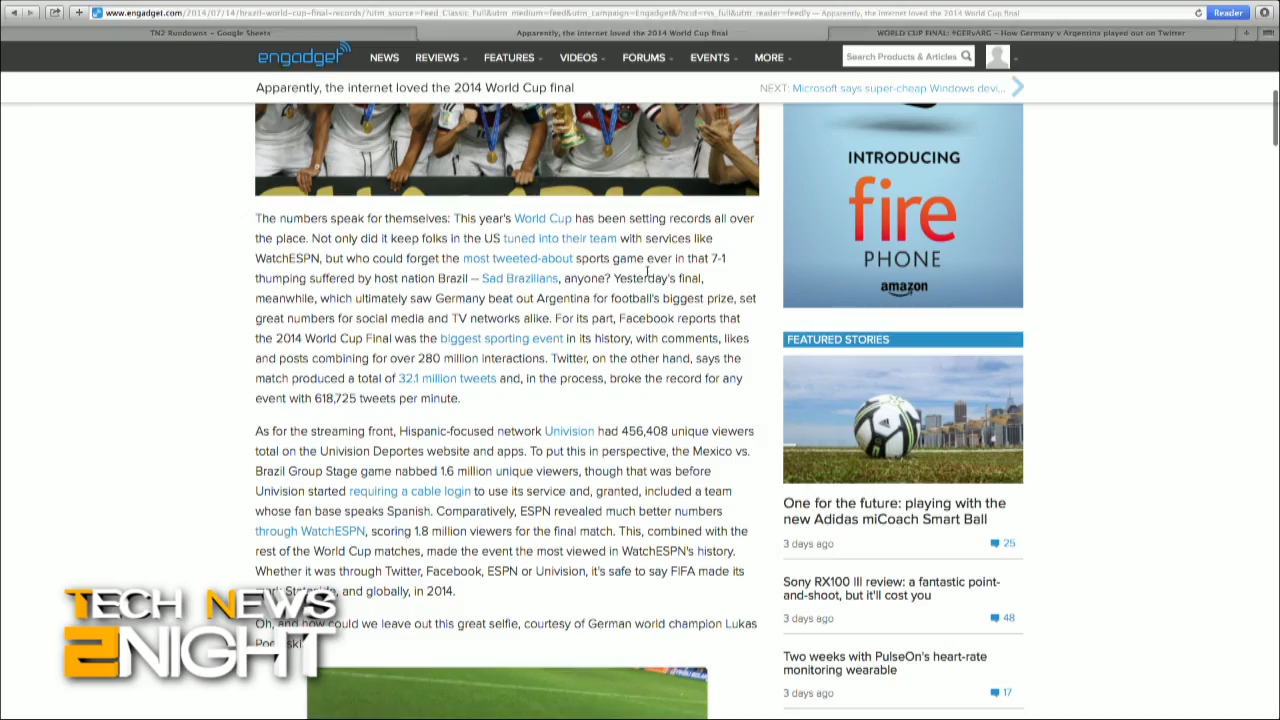 www.engadget.com/2014/07/14/brazil-world-cup-final-records/?utm_source=Feed_Classic_Full&utm_medium=feed&utm_campaign=Engadget&?ncid=rss_full&utm_reader=feedly — Apparently, the internet loved the 2014 World Cup final
Reader
TN2 Rundowns – Google Sheets
Apparently, the internet loved the 2014 World Cup final
WORLD CUP FINAL: #GERvARG – How Germany v Argentina played out on Twitter
engadget
NEWS
REVIEWS
FEATURES
VIDEOS
FORUMS
EVENTS
MORE
Search Products & Articles
Apparently, the internet loved the 2014 World Cup final
NEXT: Microsoft says super-cheap Windows devi...
The numbers speak for themselves: This year's World Cup has been setting records all over
the place. Not only did it keep folks in the US tuned into their team with services like
WatchESPN, but who could forget the most tweeted-about sports game ever in that 7-1
thumping suffered by host nation Brazil -- Sad Brazilians, anyone? Yesterday's final,
meanwhile, which ultimately saw Germany beat out Argentina for football's biggest prize, set
great numbers for social media and TV networks alike. For its part, Facebook reports that
the 2014 World Cup Final was the biggest sporting event in its history, with comments, likes
and posts combining for over 280 million interactions. Twitter, on the other hand, says the
match produced a total of 32.1 million tweets and, in the process, broke the record for any
event with 618,725 tweets per minute.
As for the streaming front, Hispanic-focused network Univision had 456,408 unique viewers
total on the Univision Deportes website and apps. To put this in perspective, the Mexico vs.
Brazil Group Stage game nabbed 1.6 million unique viewers, though that was before
Univision started requiring a cable login to use its service and, granted, included a team
whose fan base speaks Spanish. Comparatively, ESPN revealed much better numbers
through WatchESPN, scoring 1.8 million viewers for the final match. This, combined with the
rest of the World Cup matches, made the event the most viewed in WatchESPN's history.
Whether it was through Twitter, Facebook, ESPN or Univision, it's safe to say FIFA made its
and globally, in 2014.
Oh, and how could we leave out this great selfie, courtesy of German world champion Lukas
INTRODUCING
fire
PHONE
amazon
FEATURED STORIES
One for the future: playing with the
new Adidas miCoach Smart Ball
3 days ago
25
Sony RX100 III review: a fantastic point-
and-shoot, but it'll cost you
3 days ago
48
Two weeks with PulseOn's heart-rate
monitoring wearable
3 days ago
17
TECH NEWS
2NIGHT